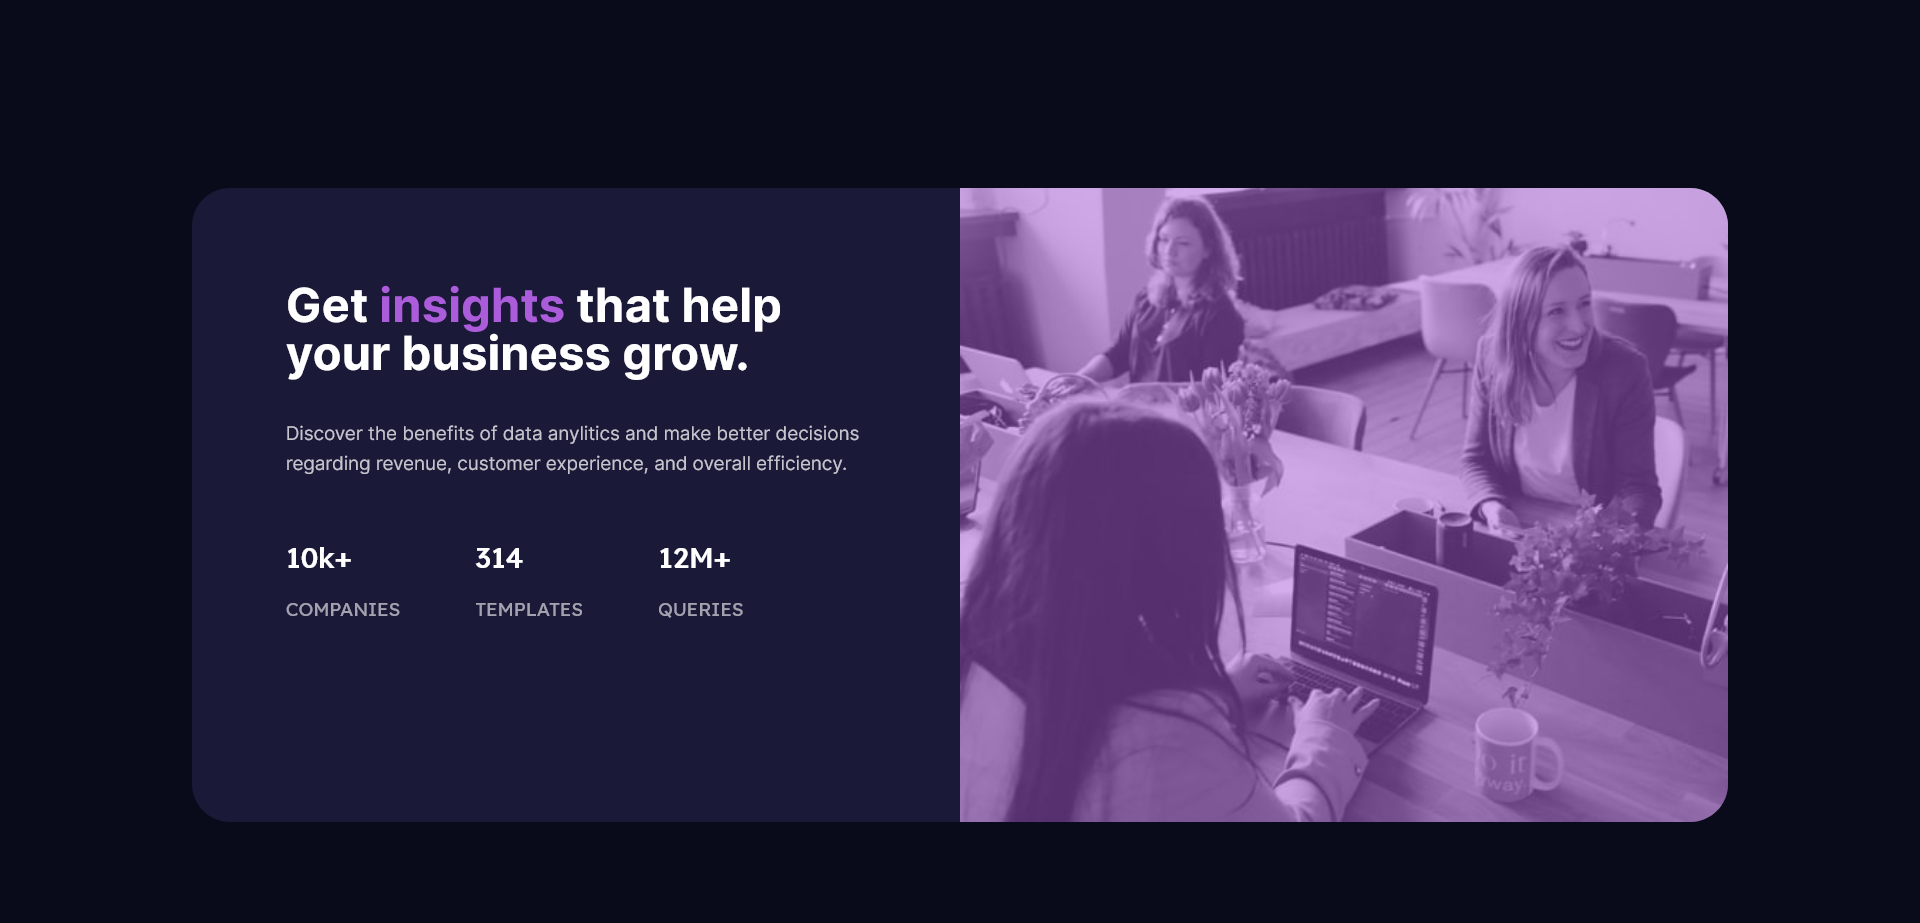 Get insights that help
your business grow.
Discover the benefits of data anylitics and make better decisions
regarding revenue, customer experience, and overall efficiency.
10k+ 314 12M+
COMPANIES TEMPLATES QUERIES